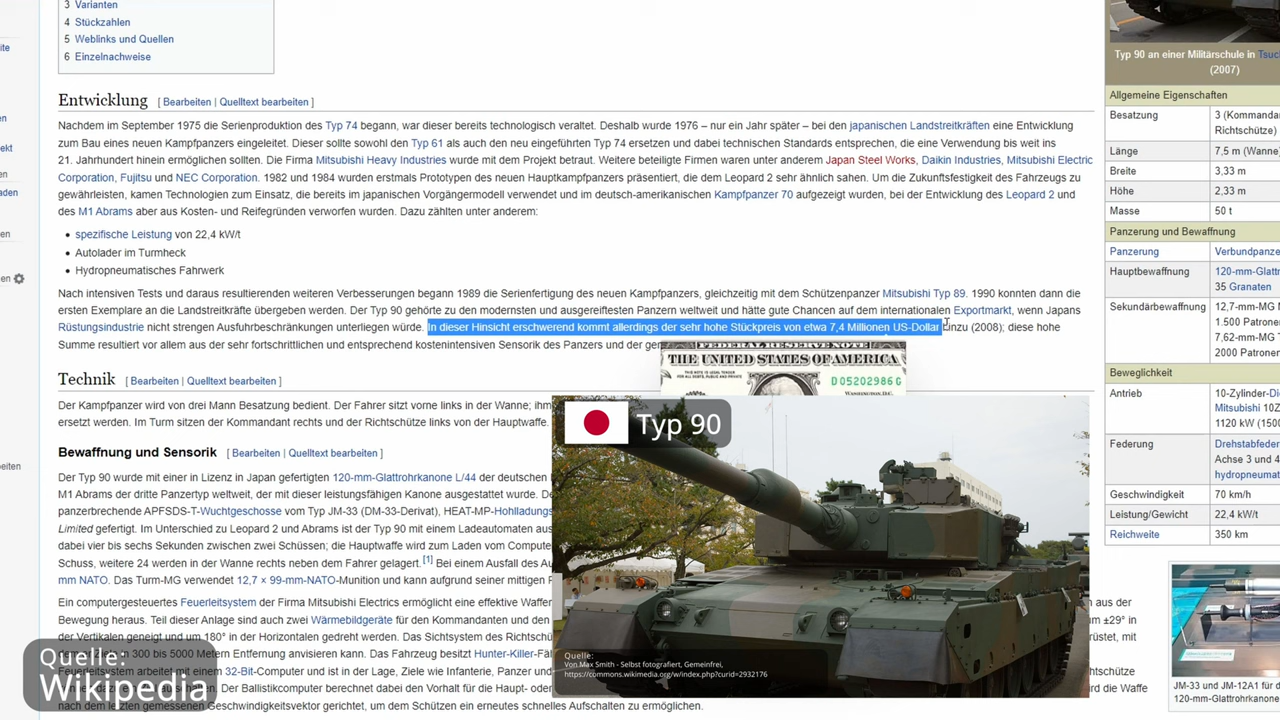 3 Varianten
4 Stückzahlen
5 Weblinks und Quellen
6 Einzelnachweise
Entwicklung [ Bearbeiten | Quelltext bearbeiten ]
Nachdem im September 1975 die Serienproduktion des Typ 74 begann, war dieser bereits technologisch veraltet. Deshalb wurde 1976 – nur ein Jahr später – bei den japanischen Landstreitkräften eine Entwicklung
zum Bau eines neuen Kampfpanzers eingeleitet. Dieser sollte sowohl den Typ 61 als auch den neu eingeführten Typ 74 ersetzen und dabei technischen Standards entsprechen, die eine Verwendung bis weit ins
21. Jahrhundert hinein ermöglichen sollten. Die Firma Mitsubishi Heavy Industries wurde mit dem Projekt betraut. Weitere beteiligte Firmen waren unter anderem Japan Steel Works, Daikin Industries, Mitsubishi Electric
Corporation, Fujitsu und NEC Corporation. 1982 und 1984 wurden erstmals Prototypen des neuen Hauptkampfpanzers präsentiert, die dem Leopard 2 sehr ähnlich sahen. Um die Zukunftsfestigkeit des Fahrzeugs zu
gewährleisten, kamen Technologien zum Einsatz, die bereits im japanischen Vorgängermodell verwendet und im deutsch-amerikanischen Kampfpanzer 70 aufgezeigt wurden, bei der Entwicklung des Leopard 2 und
des M1 Abrams aber aus Kosten- und Reifegründen verworfen wurden. Dazu zählten unter anderem:
spezifische Leistung von 22,4 kW/t
Autolader im Turmheck
Hydropneumatisches Fahrwerk
Nach intensiven Tests und daraus resultierenden weiteren Verbesserungen begann 1989 die Serienfertigung des neuen Kampfpanzers, gleichzeitig mit dem Schützenpanzer Mitsubishi Typ 89. 1990 konnten dann die
ersten Exemplare an die Landstreitkräfte übergeben werden. Der Typ 90 gehörte zu den modernsten und ausgereiftesten Panzern weltweit und hätte gute Chancen auf dem internationalen Exportmarkt, wenn Japans
Rüstungsindustrie nicht strengen Ausfuhrbeschränkungen unterliegen würde. In dieser Hinsicht erschwerend kommt allerdings der sehr hohe Stückpreis von etwa 7,4 Millionen US-Dollar hinzu (2008); diese hohe
Summe resultiert vor allem aus der sehr fortschrittlichen und entsprechend kostenintensiven Sensorik des Panzers und der
FEDERAL RESERVE NOTE
THE UNITED STATES OF AMERICA
D05202986G
WASHINGTON, D.C.
Technik [ Bearbeiten | Quelltext bearbeiten ]
Der Kampfpanzer wird von drei Mann Besatzung bedient. Der Fahrer sitzt vorne links in der Wanne;
ersetzt werden. Im Turm sitzen der Kommandant rechts und der Richtschütze links von der Hauptwaffe.
Bewaffnung und Sensorik [ Bearbeiten | Quelltext bearbeiten ]
Der Typ 90 wurde mit einer in Lizenz in Japan gefertigten 120-mm-Glattrohrkanone L/44 der deutschen
M1 Abrams der dritte Panzertyp weltweit, der mit dieser leistungsfähigen Kanone ausgestattet wurde.
panzerbrechende APFSDS-T-Wuchtgeschosse vom Typ JM-33 (DM-33-Derivat), HEAT-MP-Hohlladungs
Limited gefertigt. Im Unterschied zu Leopard 2 und Abrams ist der Typ 90 mit einem Ladeautomaten
dabei vier bis sechs Sekunden zwischen zwei Schüssen; die Hauptwaffe wird zum Laden vom Computer
Schuss, weitere 24 werden in der Wanne rechts neben dem Fahrer gelagert.[1] Bei einem Ausfall des
mm NATO. Das Turm-MG verwendet 12,7 × 99-mm-NATO-Munition und kann aufgrund seiner mittigen
Ein computergesteuertes Feuerleitsystem der Firma Mitsubishi Electrics ermöglicht eine effektive aus der
Bewegung heraus. Teil dieser Anlage sind auch zwei Wärmebildgeräte für den Kommandanten und den ±29° in
der Vertikalen geneigt und um 180° in der Horizontalen gedreht werden. Das Sichtsystem des mit
300 bis 5000 Metern Entfernung anvisieren kann. Das Fahrzeug besitzt Hunter-Killer-
Feuerleitsystem arbeitet mit einem 32-Bit-Computer und ist in der Lage, Ziele wie Infanterie, Panzer
Der Ballistikcomputer berechnet dabei den Vorhalt für die Haupt- die Waffe
nach dem letzten gemessenen Geschwindigkeitsvektor gerichtet, um dem Schützen ein erneutes schnelles Aufschalten zu ermöglichen.
Typ 90
Quelle:
Von Max Smith - Selbst fotografiert, Gemeinfrei,
https://commons.wikimedia.org/w/index.php?curid=2932176
Quelle:
Wikipedia
Typ 90 an einer Militärschule in
(2007)
Allgemeine Eigenschaften
Besatzung 3
Länge 7,5 m (Wanne)
Breite 3,33 m
Höhe 2,33 m
Masse 50 t
Panzerung und Bewaffnung
Panzerung
Hauptbewaffnung
35 Granaten
Sekundärbewaffnung 12,7-mm-
1.500
7,62-mm-
2000
Beweglichkeit
Antrieb 10-Zylinder-
Mitsubishi
1120 kW
Federung
Achse 3 und
Geschwindigkeit 70 km/h
Leistung/Gewicht 22,4 kW/t
Reichweite 350 km
JM-33 und JM-12A1 für
120-mm-